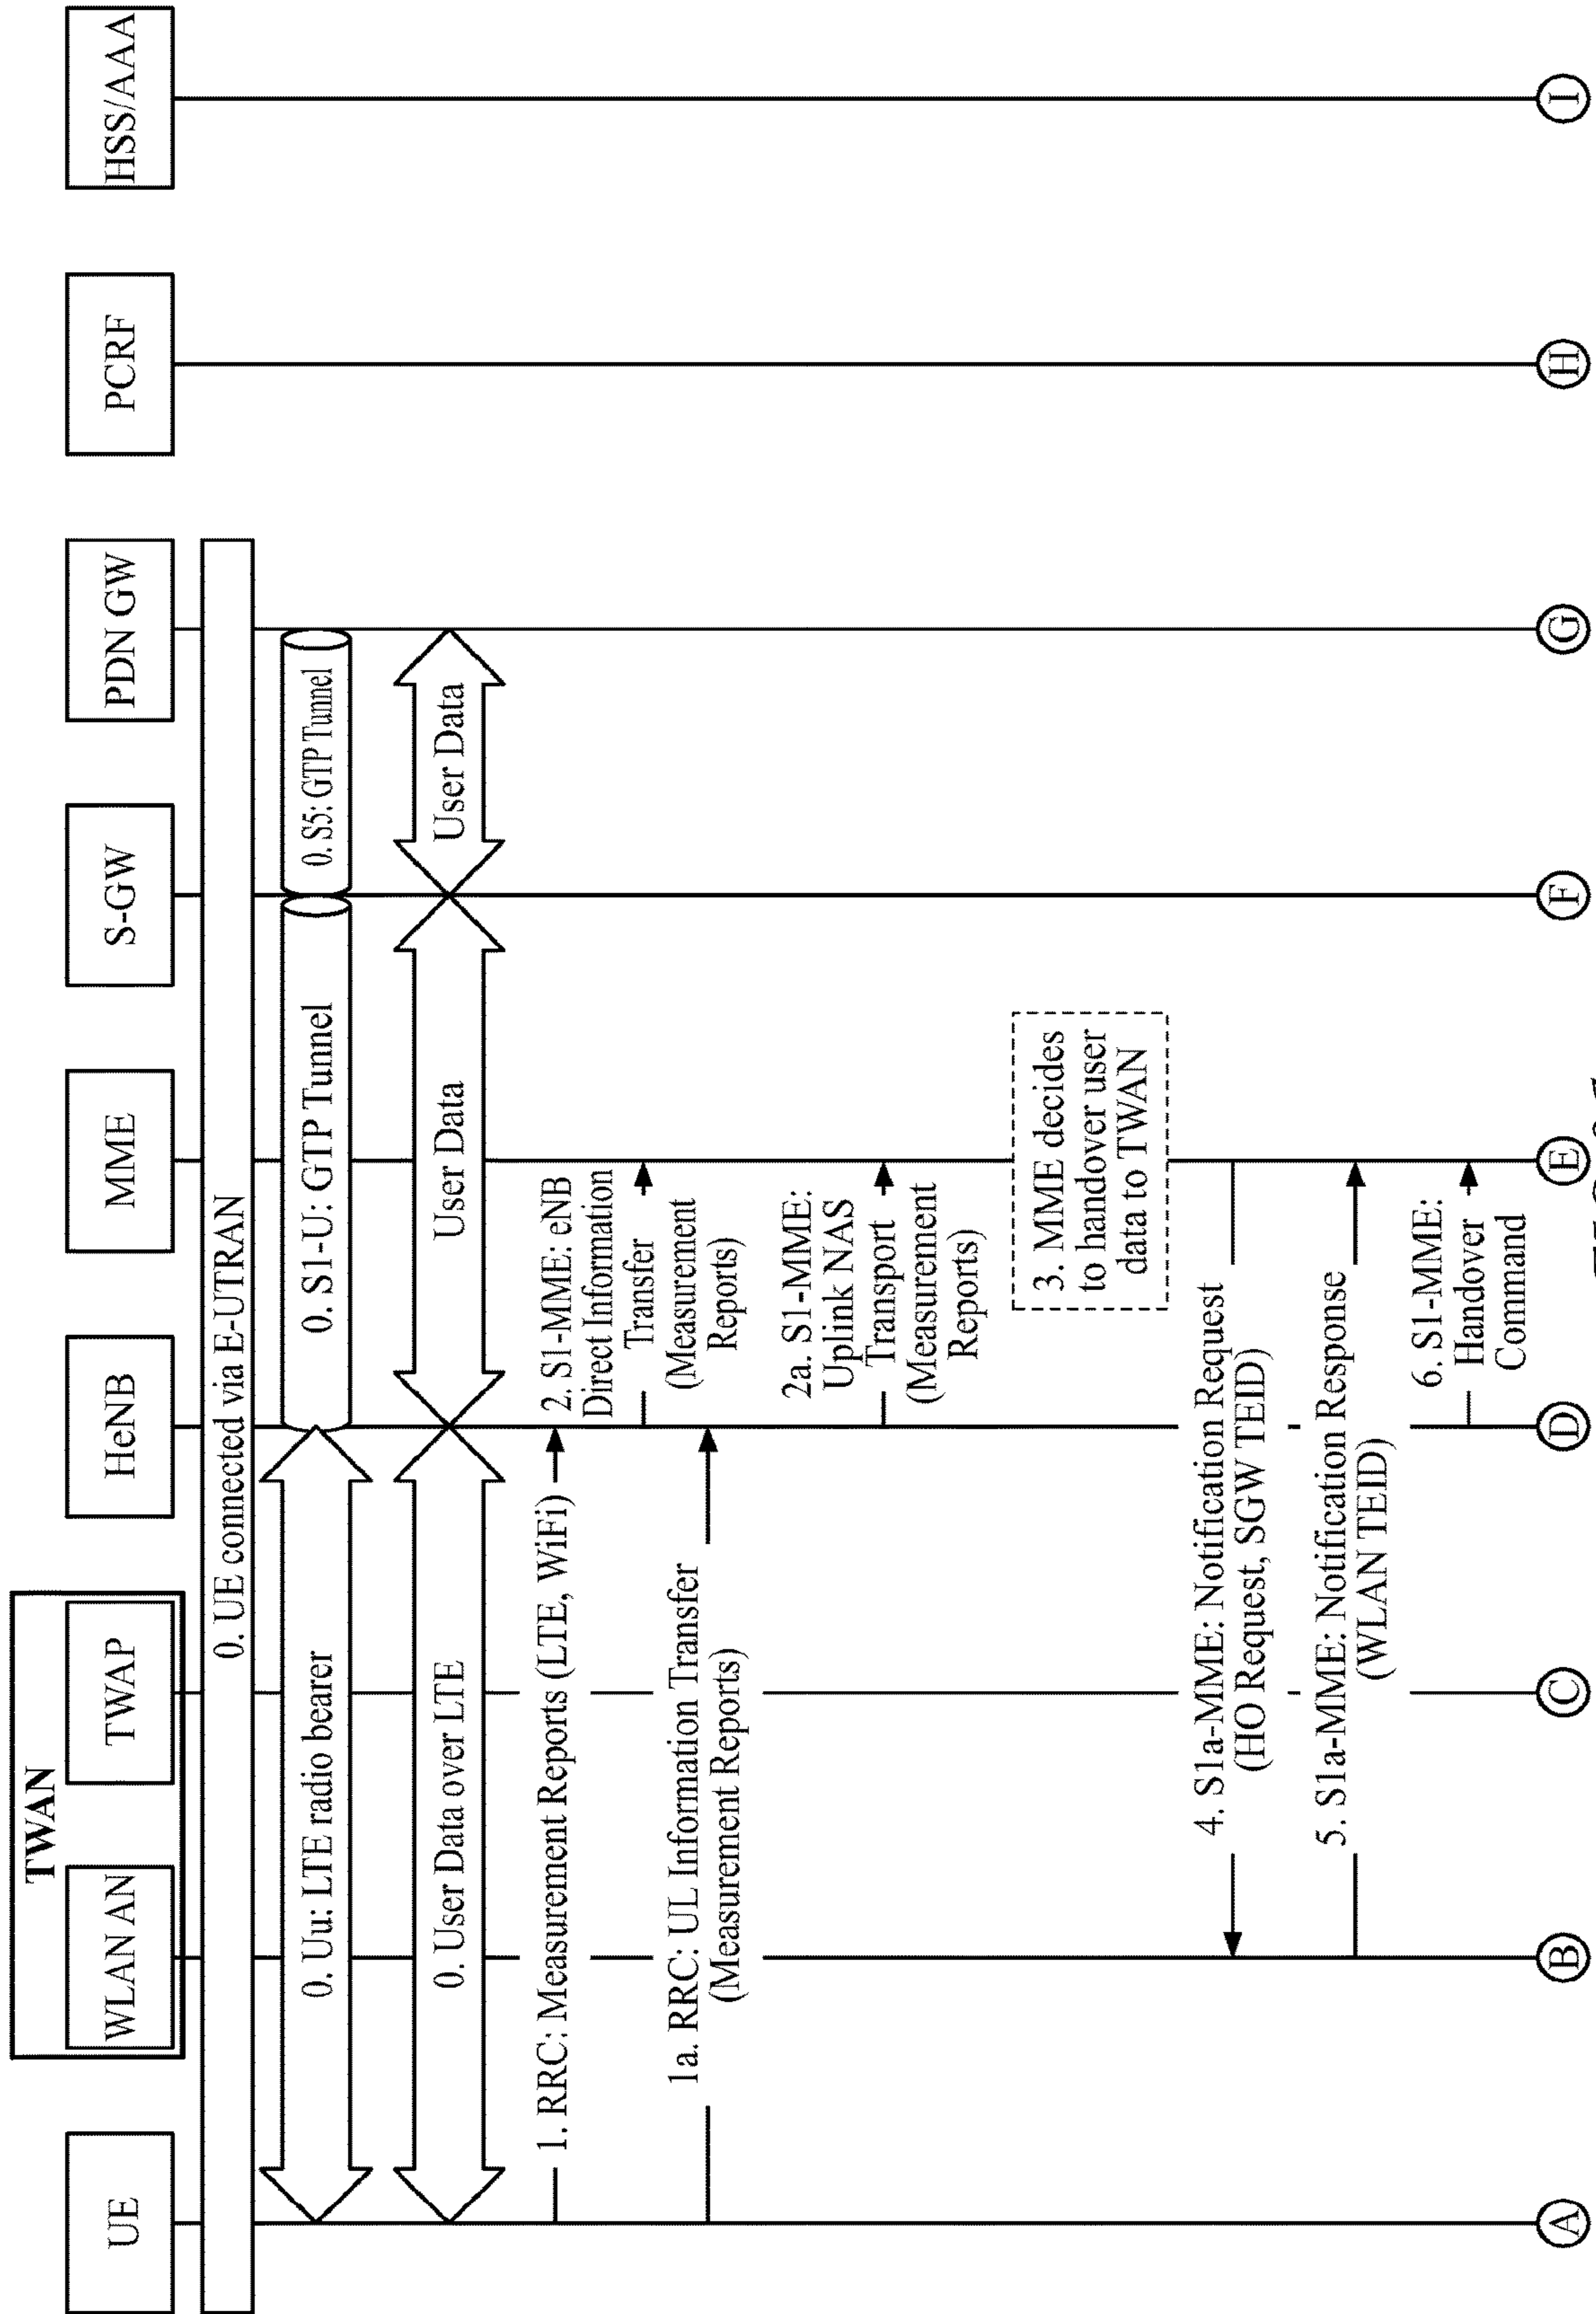 TWAN
UE
WLAN AN
TWAP
HeNB
MME
S-GW
PDN GW
PCRF
HSS/AAA
0. UE connected via E-UTRAN
0. Uu: LTE radio bearer
0. S1-U: GTP Tunnel
0. S5: GTP Tunnel
0. User Data over LTE
User Data
User Data
1. RRC: Measurement Reports (LTE, WiFi)
2. S1-MME: eNB
Direct Information
Transfer
(Measurement
Reports)
1a. RRC: UL Information Transfer
(Measurement Reports)
2a. S1-MME:
Uplink NAS
Transport
(Measurement
Reports)
3. MME decides
to handover user
data to TWAN
4. S1a-MME: Notification Request
(HO Request, SGW TEID)
5. S1a-MME: Notification Response
(WLAN TEID)
6. S1-MME:
Handover
Command
A
B
C
D
E
F
G
H
I